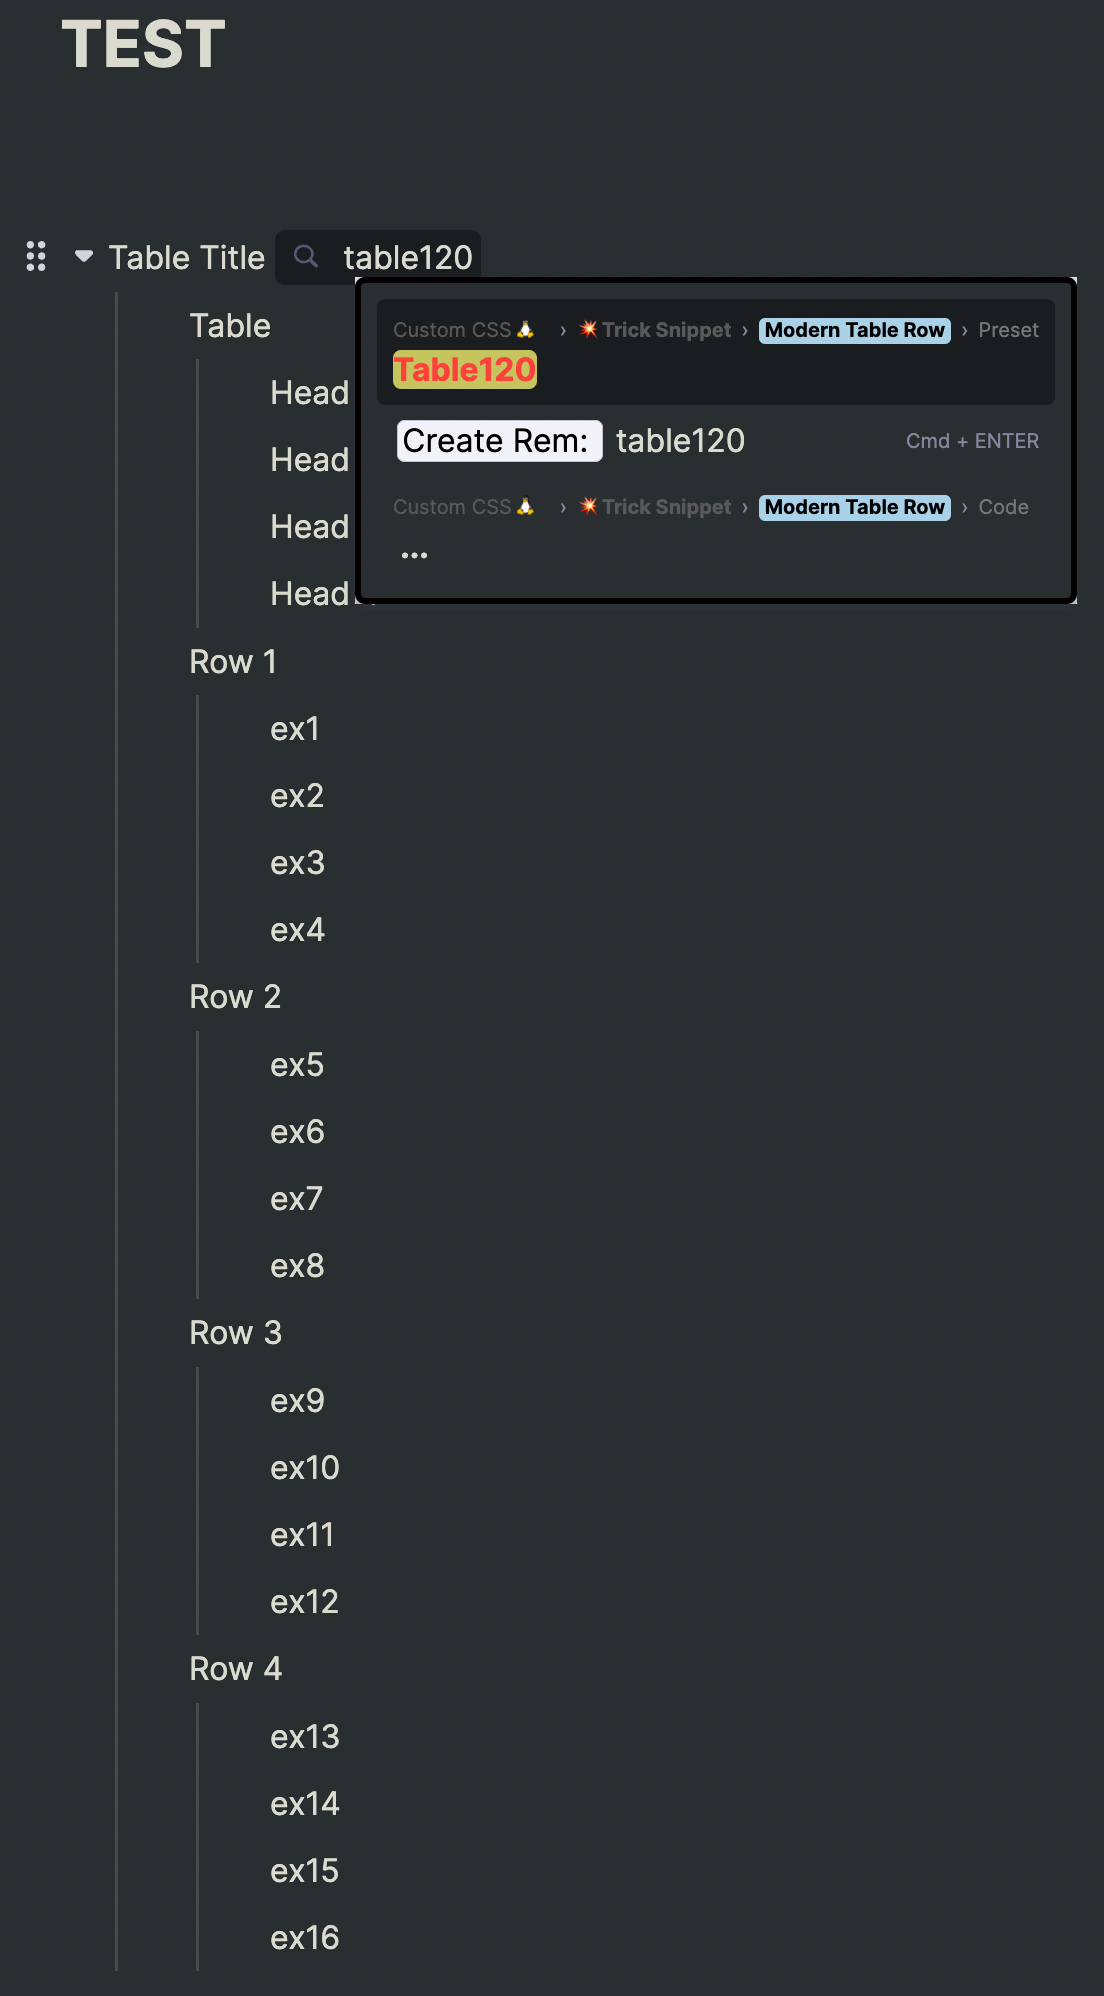 TEST
Table Title table120
Custom CSS🐧 › 💥Trick Snippet › Modern Table Row › Preset
Table120
Create Rem: table120 Cmd + ENTER
Custom CSS🐧 › 💥Trick Snippet › Modern Table Row › Code
...
Table
Head
Head
Head
Head
Row 1
ex1
ex2
ex3
ex4
Row 2
ex5
ex6
ex7
ex8
Row 3
ex9
ex10
ex11
ex12
Row 4
ex13
ex14
ex15
ex16